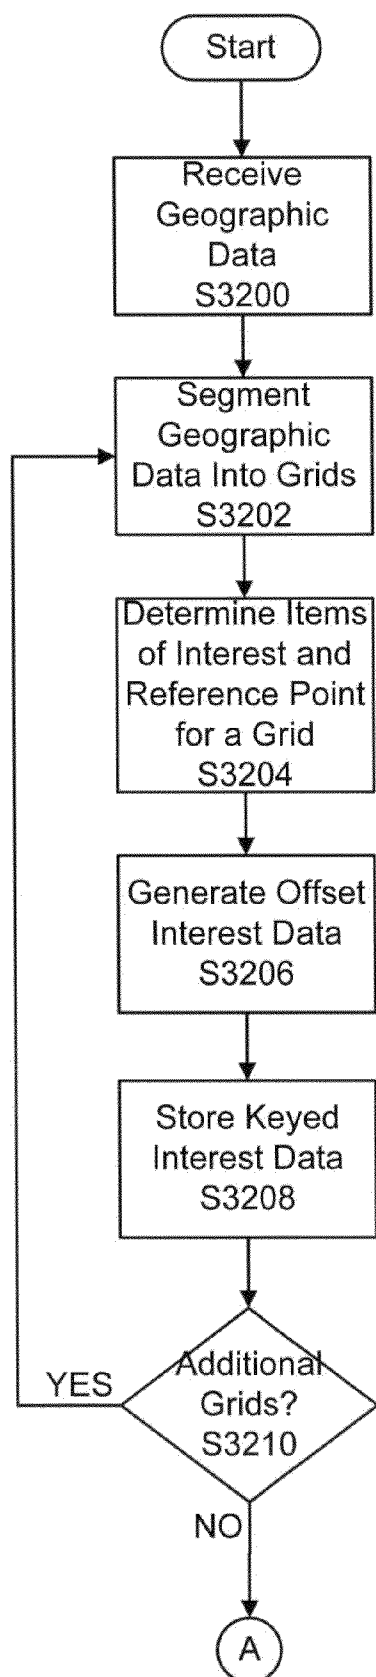 Start
Receive
Geographic
Data
S3200
Segment
Geographic
Data Into Grids
S3202
Determine Items
of Interest and
Reference Point
for a Grid
S3204
Generate Offset
Interest Data
S3206
Store Keyed
Interest Data
S3208
Additional
Grids?
S3210
YES
NO
A